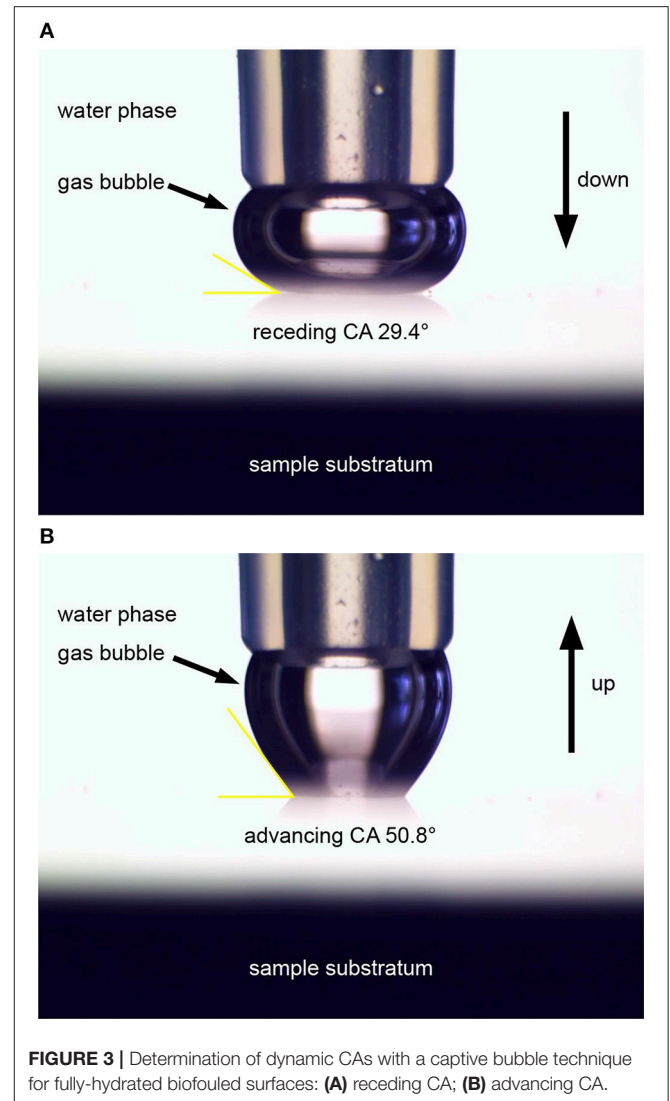 A
water phase
gas bubble
down
receding CA 29.4°
sample substratum
B
water phase
gas bubble
up
advancing CA 50.8°
sample substratum
FIGURE 3 | Determination of dynamic CAs with a captive bubble technique
for fully-hydrated biofouled surfaces: (A) receding CA; (B) advancing CA.